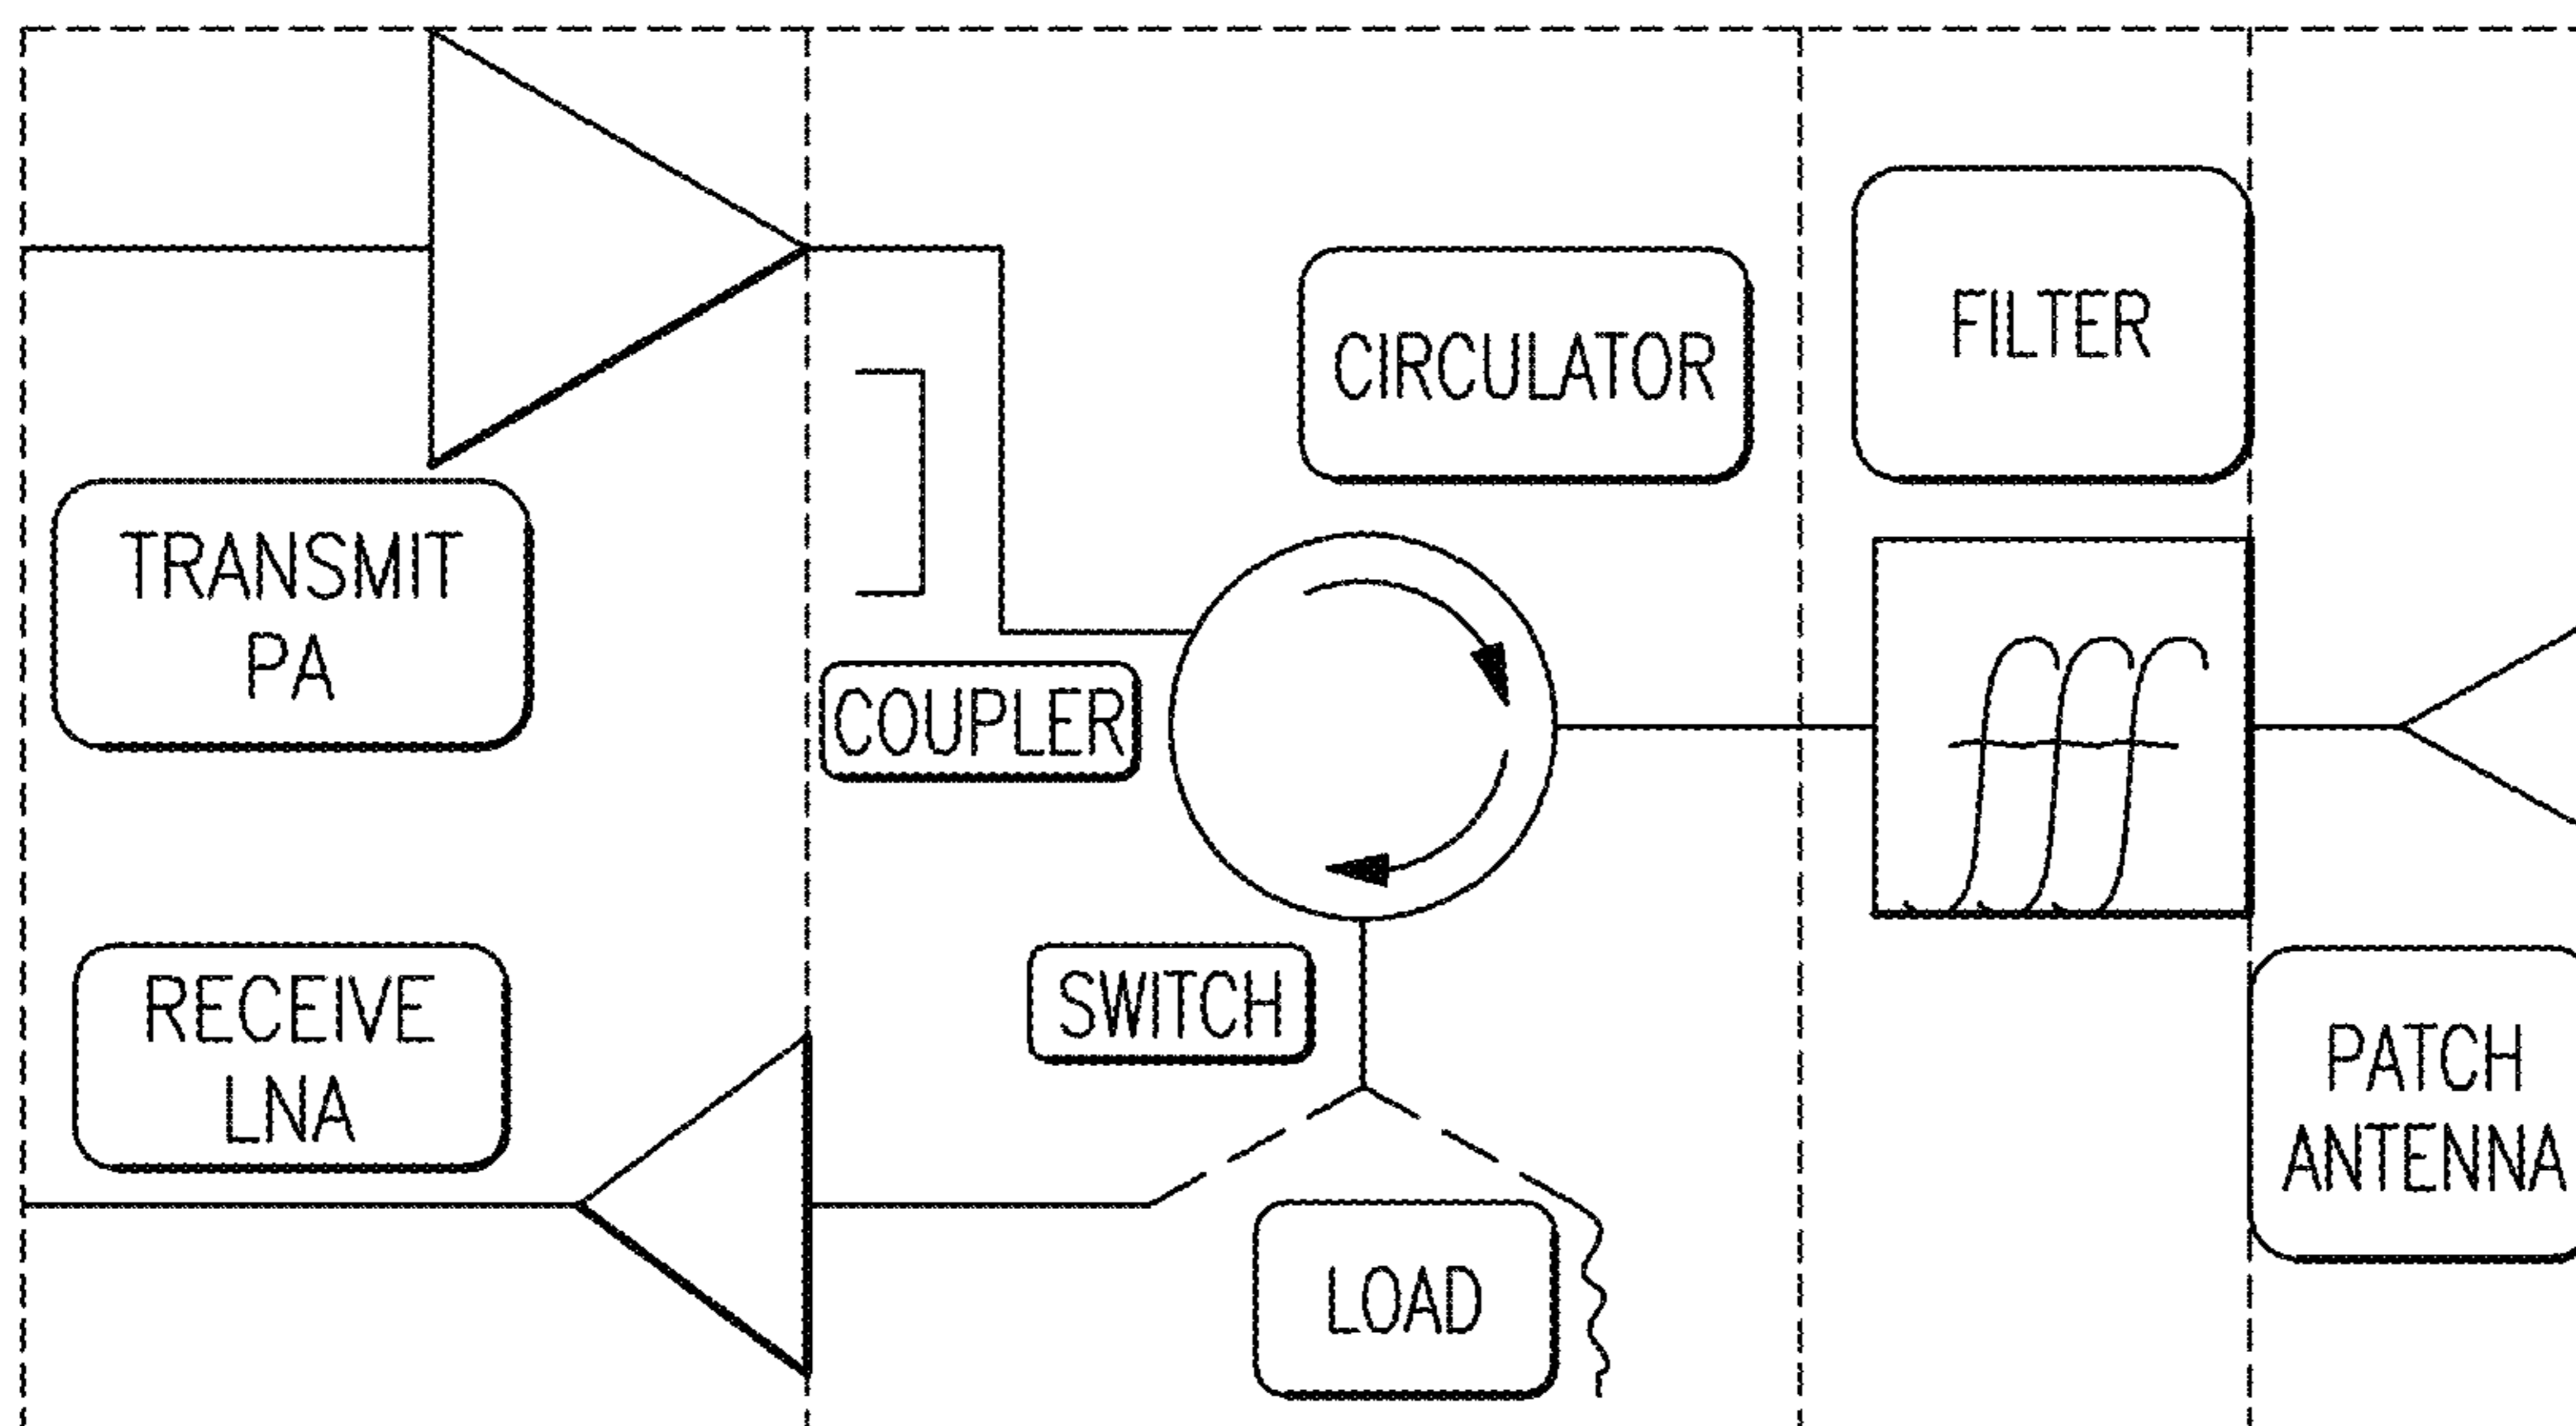 TRANSMIT
PA
COUPLER
CIRCULATOR
FILTER
RECEIVE
LNA
SWITCH
LOAD
PATCH
ANTENNA